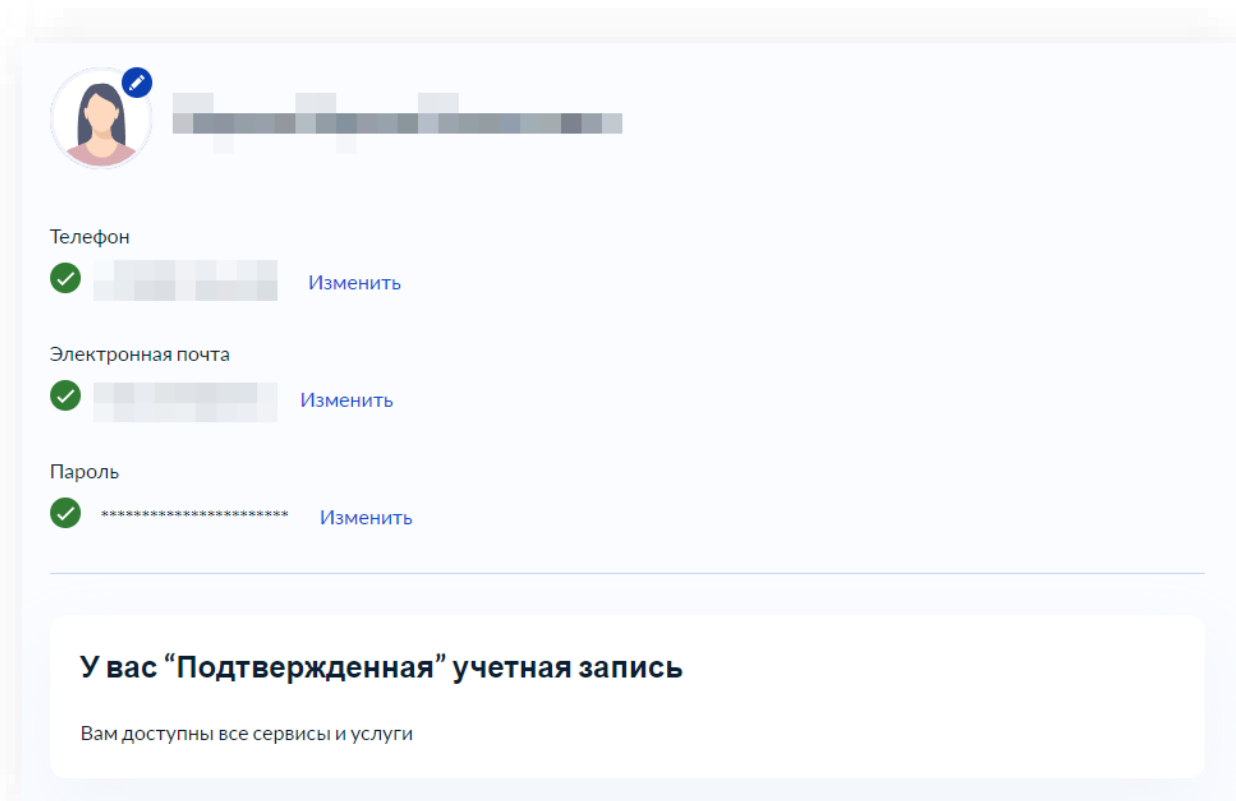 Телефон
Изменить
Электронная почта
Изменить
Пароль
*********************** Изменить
У вас “Подтвержденная” учетная запись
Вам доступны все сервисы и услуги